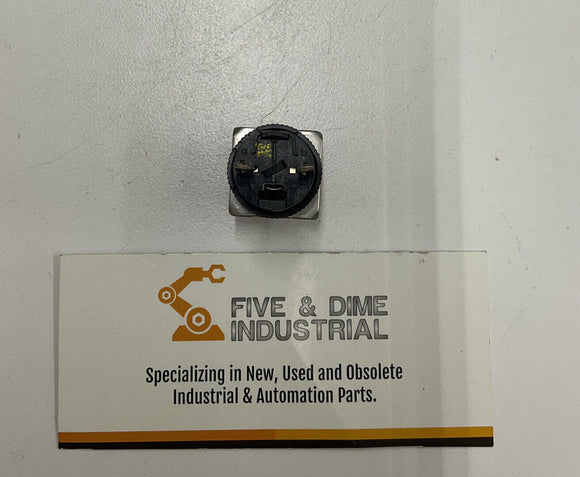 FIVE & DIME
INDUSTRIAL
Specializing in New, Used and Obsolete
Industrial & Automation Parts.